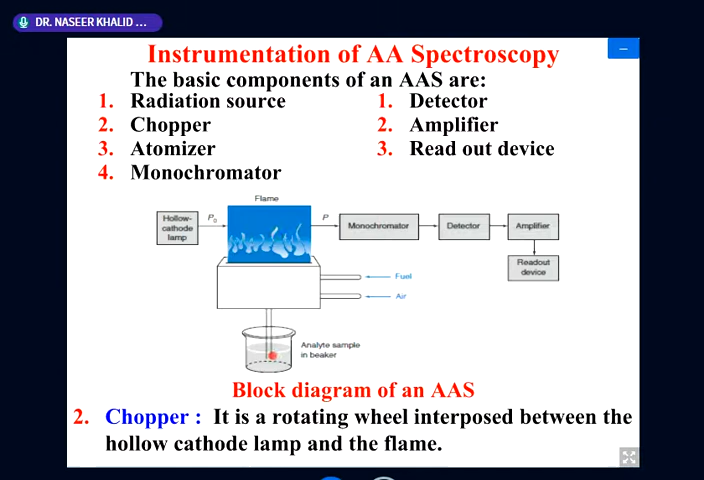 DR. NASEER KHALID ...
Instrumentation of AA Spectroscopy
The basic components of an AAS are:
1. Radiation source
2. Chopper
3. Atomizer
4. Monochromator
1. Detector
2. Amplifier
3. Read out device
Flame
Hollow-
cathode
lamp
P0
P
Monochromator
Detector
Amplifier
Readout
device
Fuel
Air
Analyte sample
in beaker
Block diagram of an AAS
2. Chopper : It is a rotating wheel interposed between the
hollow cathode lamp and the flame.